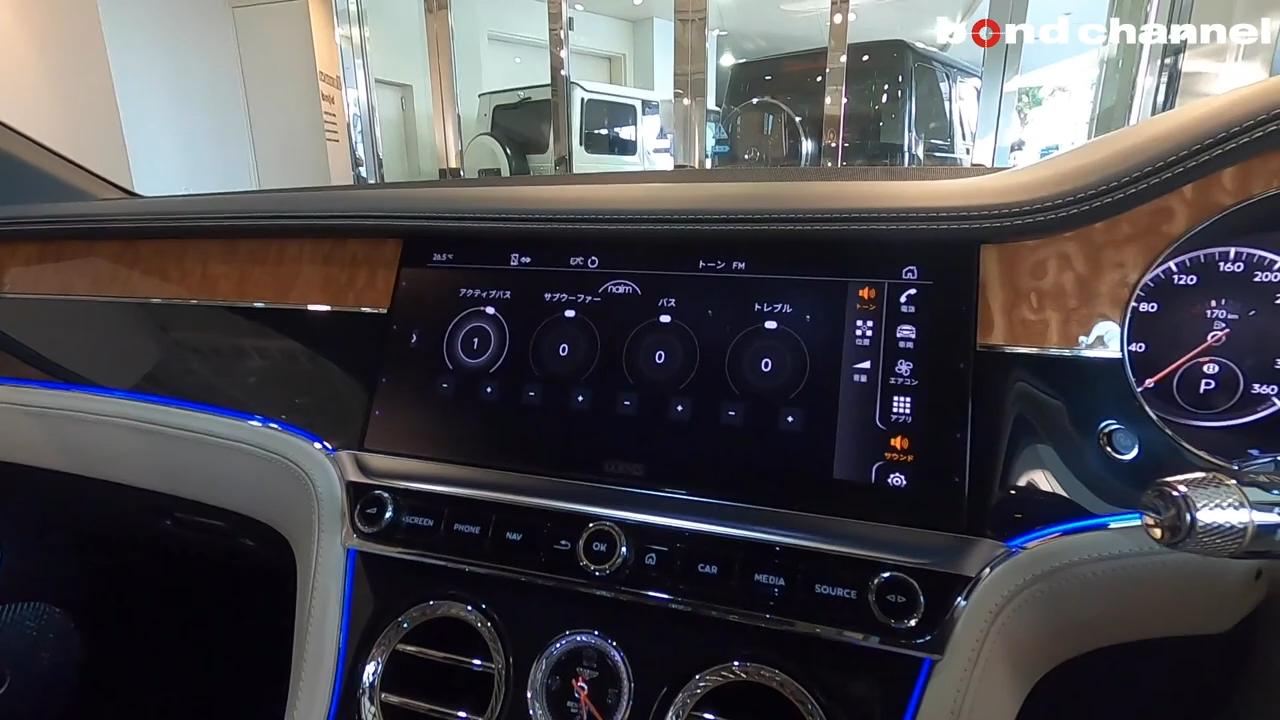 bond channel
26.5 ℃
トーン FM
naim
アクティブバス
サブウーファー
バス
トレブル
1
0
0
0
- +
- +
- +
- +
トーン
位置
音量
電話
車両
エアコン
アプリ
サウンド
SCREEN
PHONE
NAV
OK
CAR
MEDIA
SOURCE
40
80
120
160
200
360
170 km
P